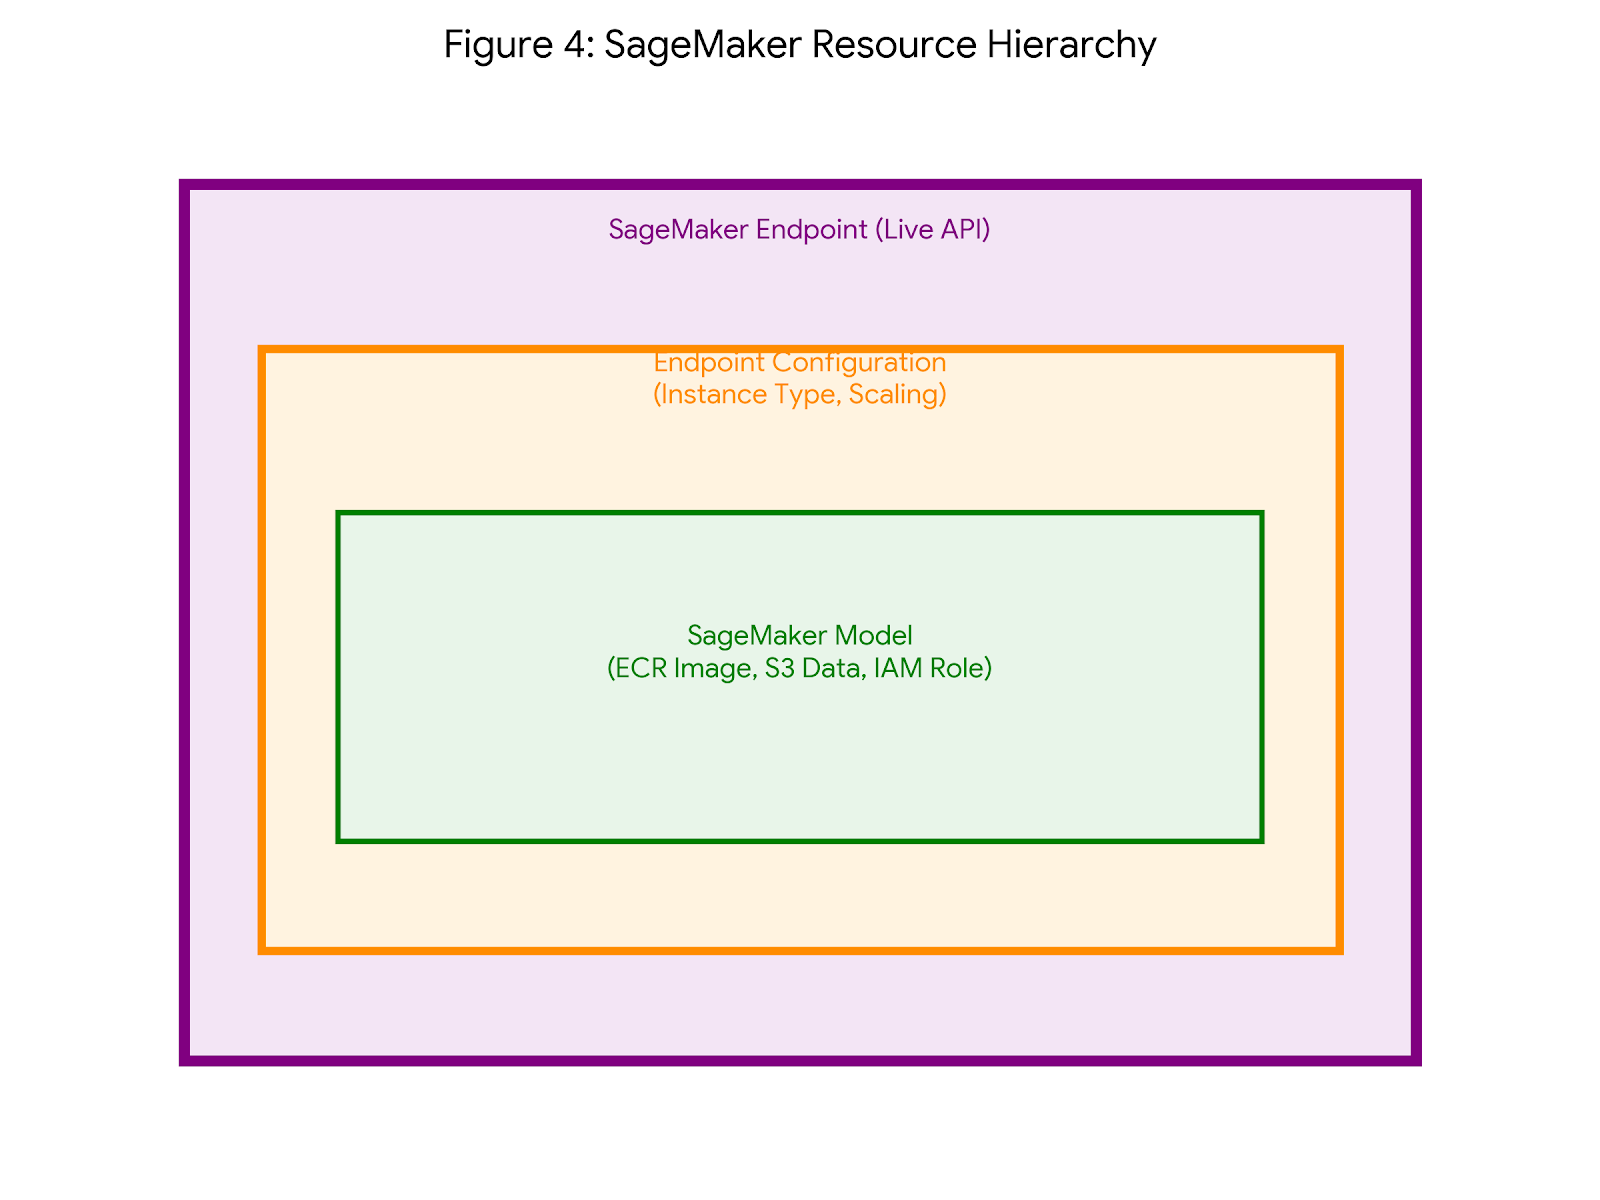 Figure 4: SageMaker Resource Hierarchy
SageMaker Endpoint (Live API)
Endpoint Configuration
(Instance Type, Scaling)
SageMaker Model
(ECR Image, S3 Data, IAM Role)